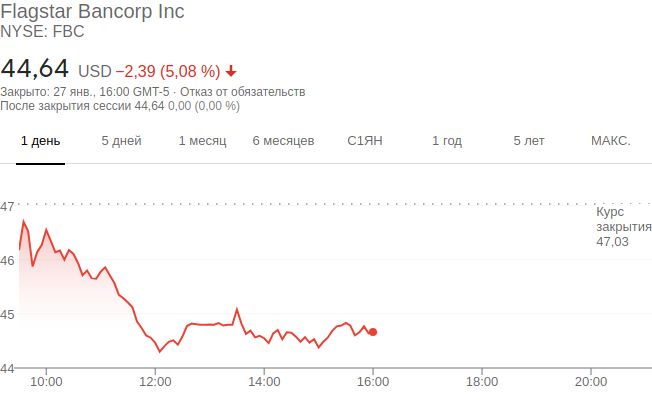 Flagstar Bancorp Inc
NYSE: FBC
44,64 USD −2,39 (5,08 %)
Закрыто: 27 янв., 16:00 GMT-5 · Отказ от обязательств
После закрытия сессии 44,64 0,00 (0,00 %)
1 день 5 дней 1 месяц 6 месяцев С1ЯН 1 год 5 лет МАКС.
47
Курс
закрытия
47,03
46
45
44
10:00 12:00 14:00 16:00 18:00 20:00